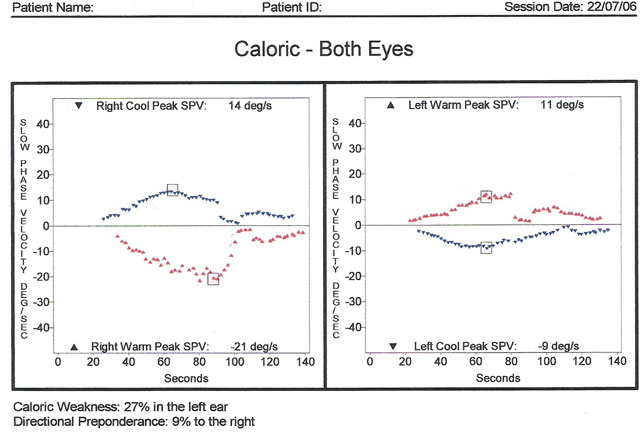 Patient Name: Patient ID: Session Date: 22/07/06
Caloric - Both Eyes
SLOW PHASE VELOCITY DEG/SEC
Right Cool Peak SPV: 14 deg/s
40
30
20
10
0
-10
-20
-30
-40
Right Warm Peak SPV: -21 deg/s
0 20 40 60 80 100 120 140
Seconds
SLOW PHASE VELOCITY DEG/SEC
Left Warm Peak SPV: 11 deg/s
40
30
20
10
0
-10
-20
-30
-40
Left Cool Peak SPV: -9 deg/s
0 20 40 60 80 100 120 140
Seconds
Caloric Weakness: 27% in the left ear
Directional Preponderance: 9% to the right